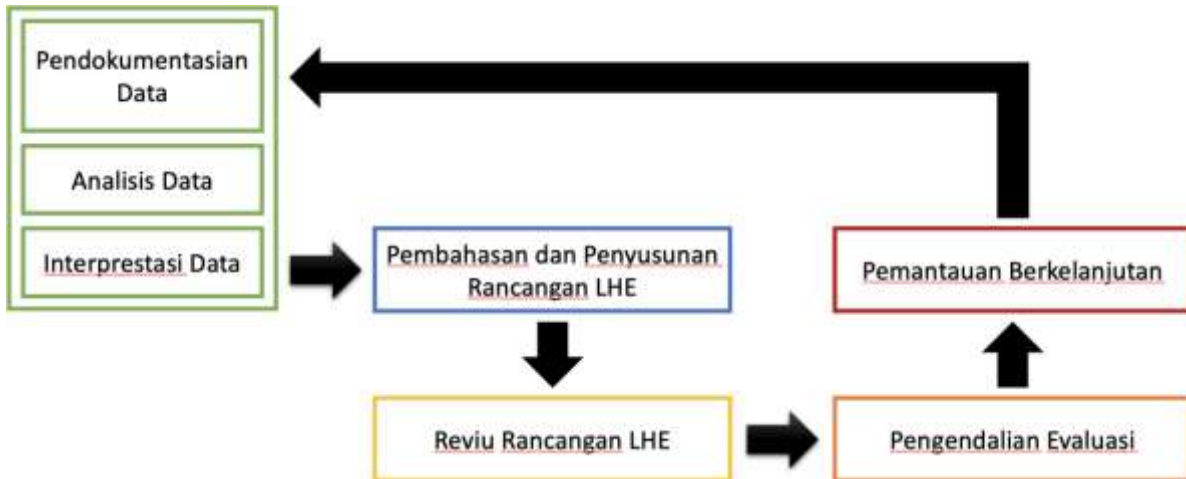 Pendokumentasian
Data
Analisis Data
Interprestasi Data
Pembahasan dan Penyusunan
Rancangan LHE
Reviu Rancangan LHE
Pengendalian Evaluasi
Pemantauan Berkelanjutan